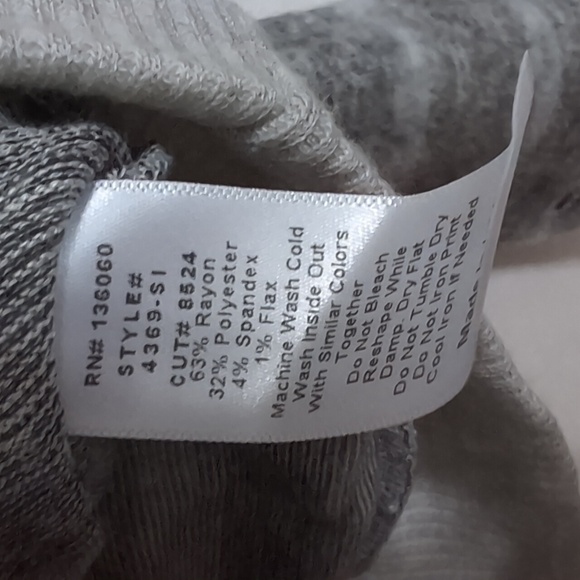 RN# 136060
STYLE#
4369-SI
CUT# 8524
63% Rayon
32% Polyester
4% Spandex
1% Flax
Machine Wash Cold
Wash Inside Out
With Similar Colors
Together
Do Not Bleach
Reshape While
Damp. Dry Flat
Do Not Tumble Dry
Do Not Iron Print
Cool Iron If Needed
Made